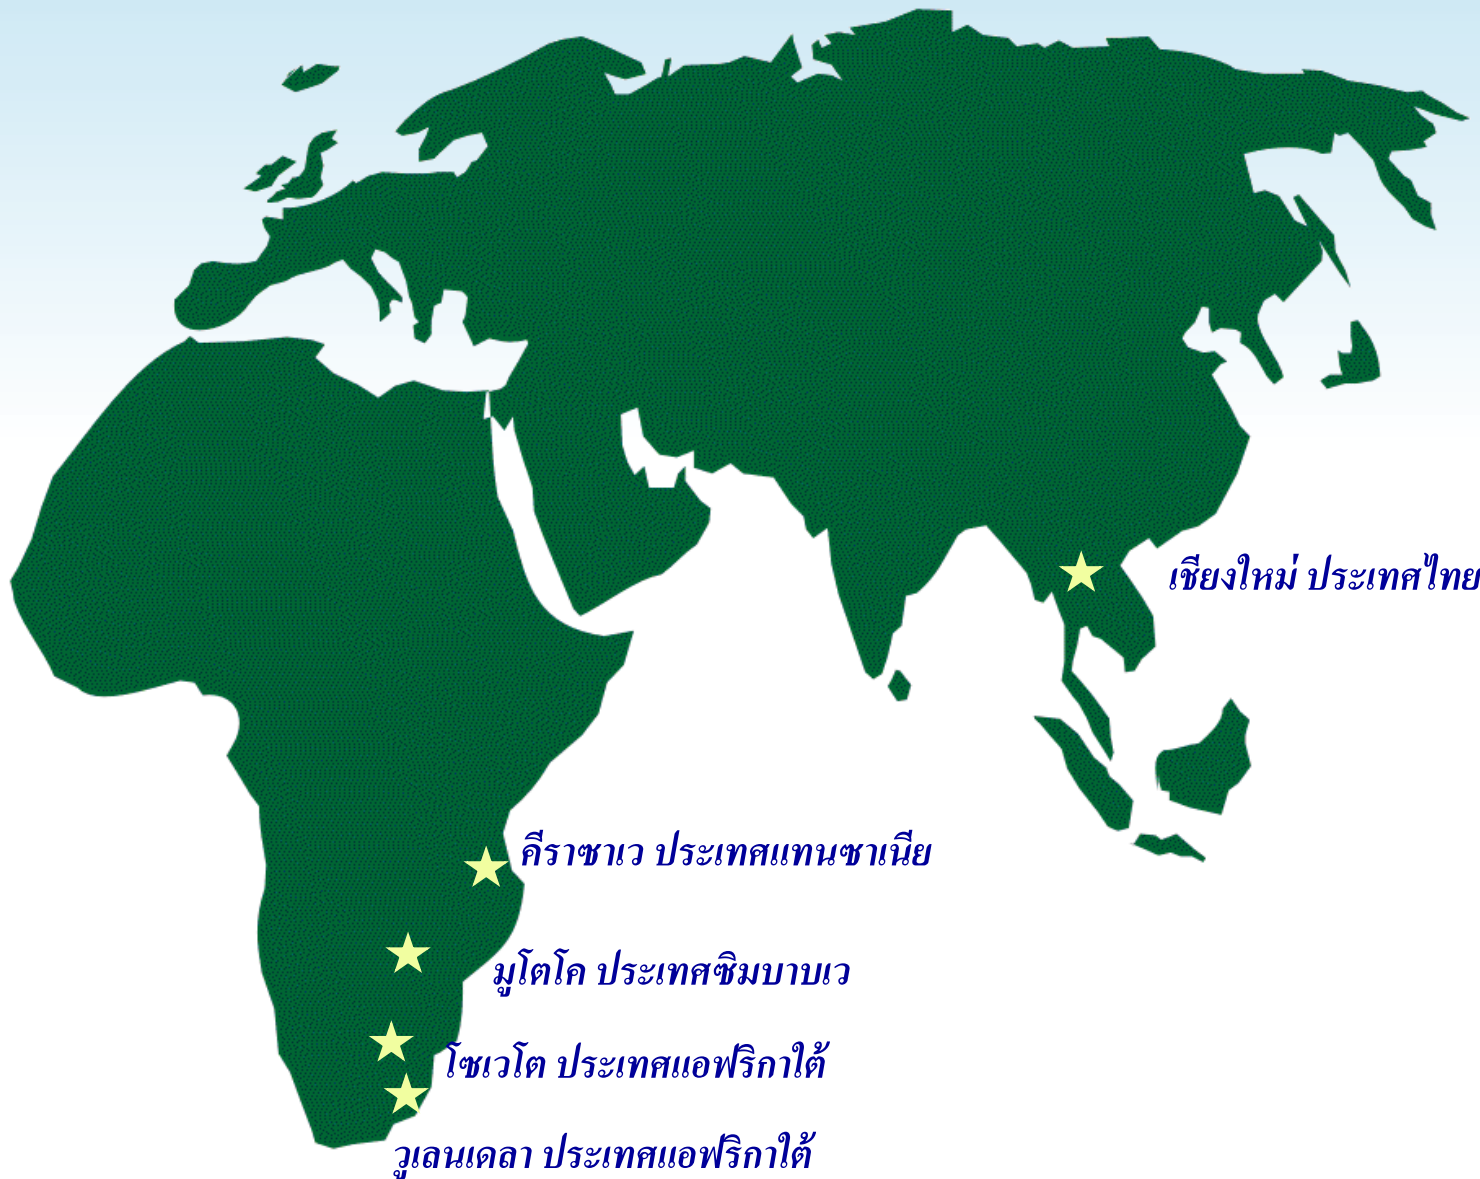 เชียงใหม่ ประเทศไทย
คีราซาเว ประเทศแทนซาเนีย
มูโตโค ประเทศซิมบาบเว
โซเวโต ประเทศแอฟริกาใต้
วูเลนเดลา ประเทศแอฟริกาใต้